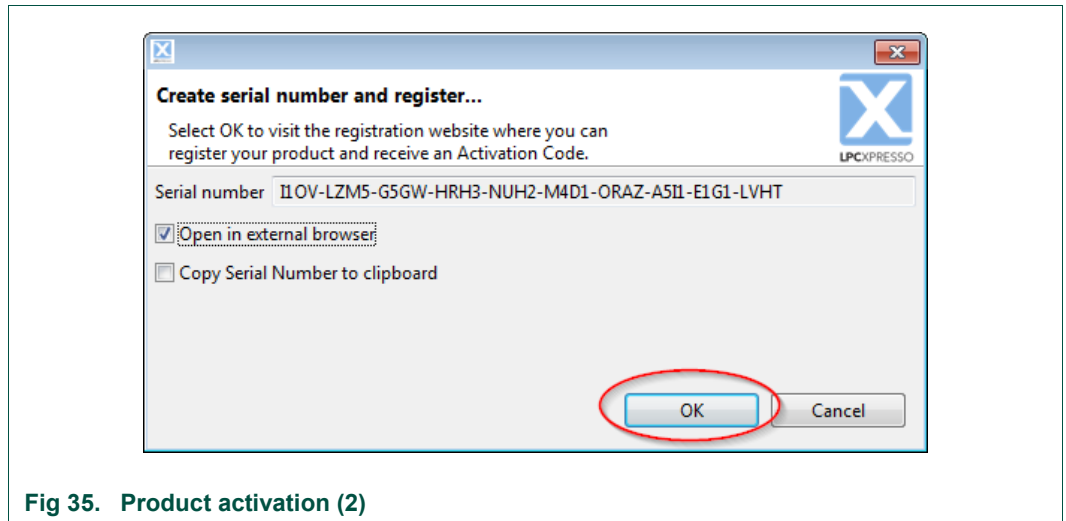 Create serial number and register...
Select OK to visit the registration website where you can
register your product and receive an Activation Code.
LPCXPRESSO
Serial number I1OV-LZM5-G5GW-HRH3-NUH2-M4D1-ORAZ-A5I1-E1G1-LVHT
Open in external browser
Copy Serial Number to clipboard
OK Cancel
Fig 35. Product activation (2)